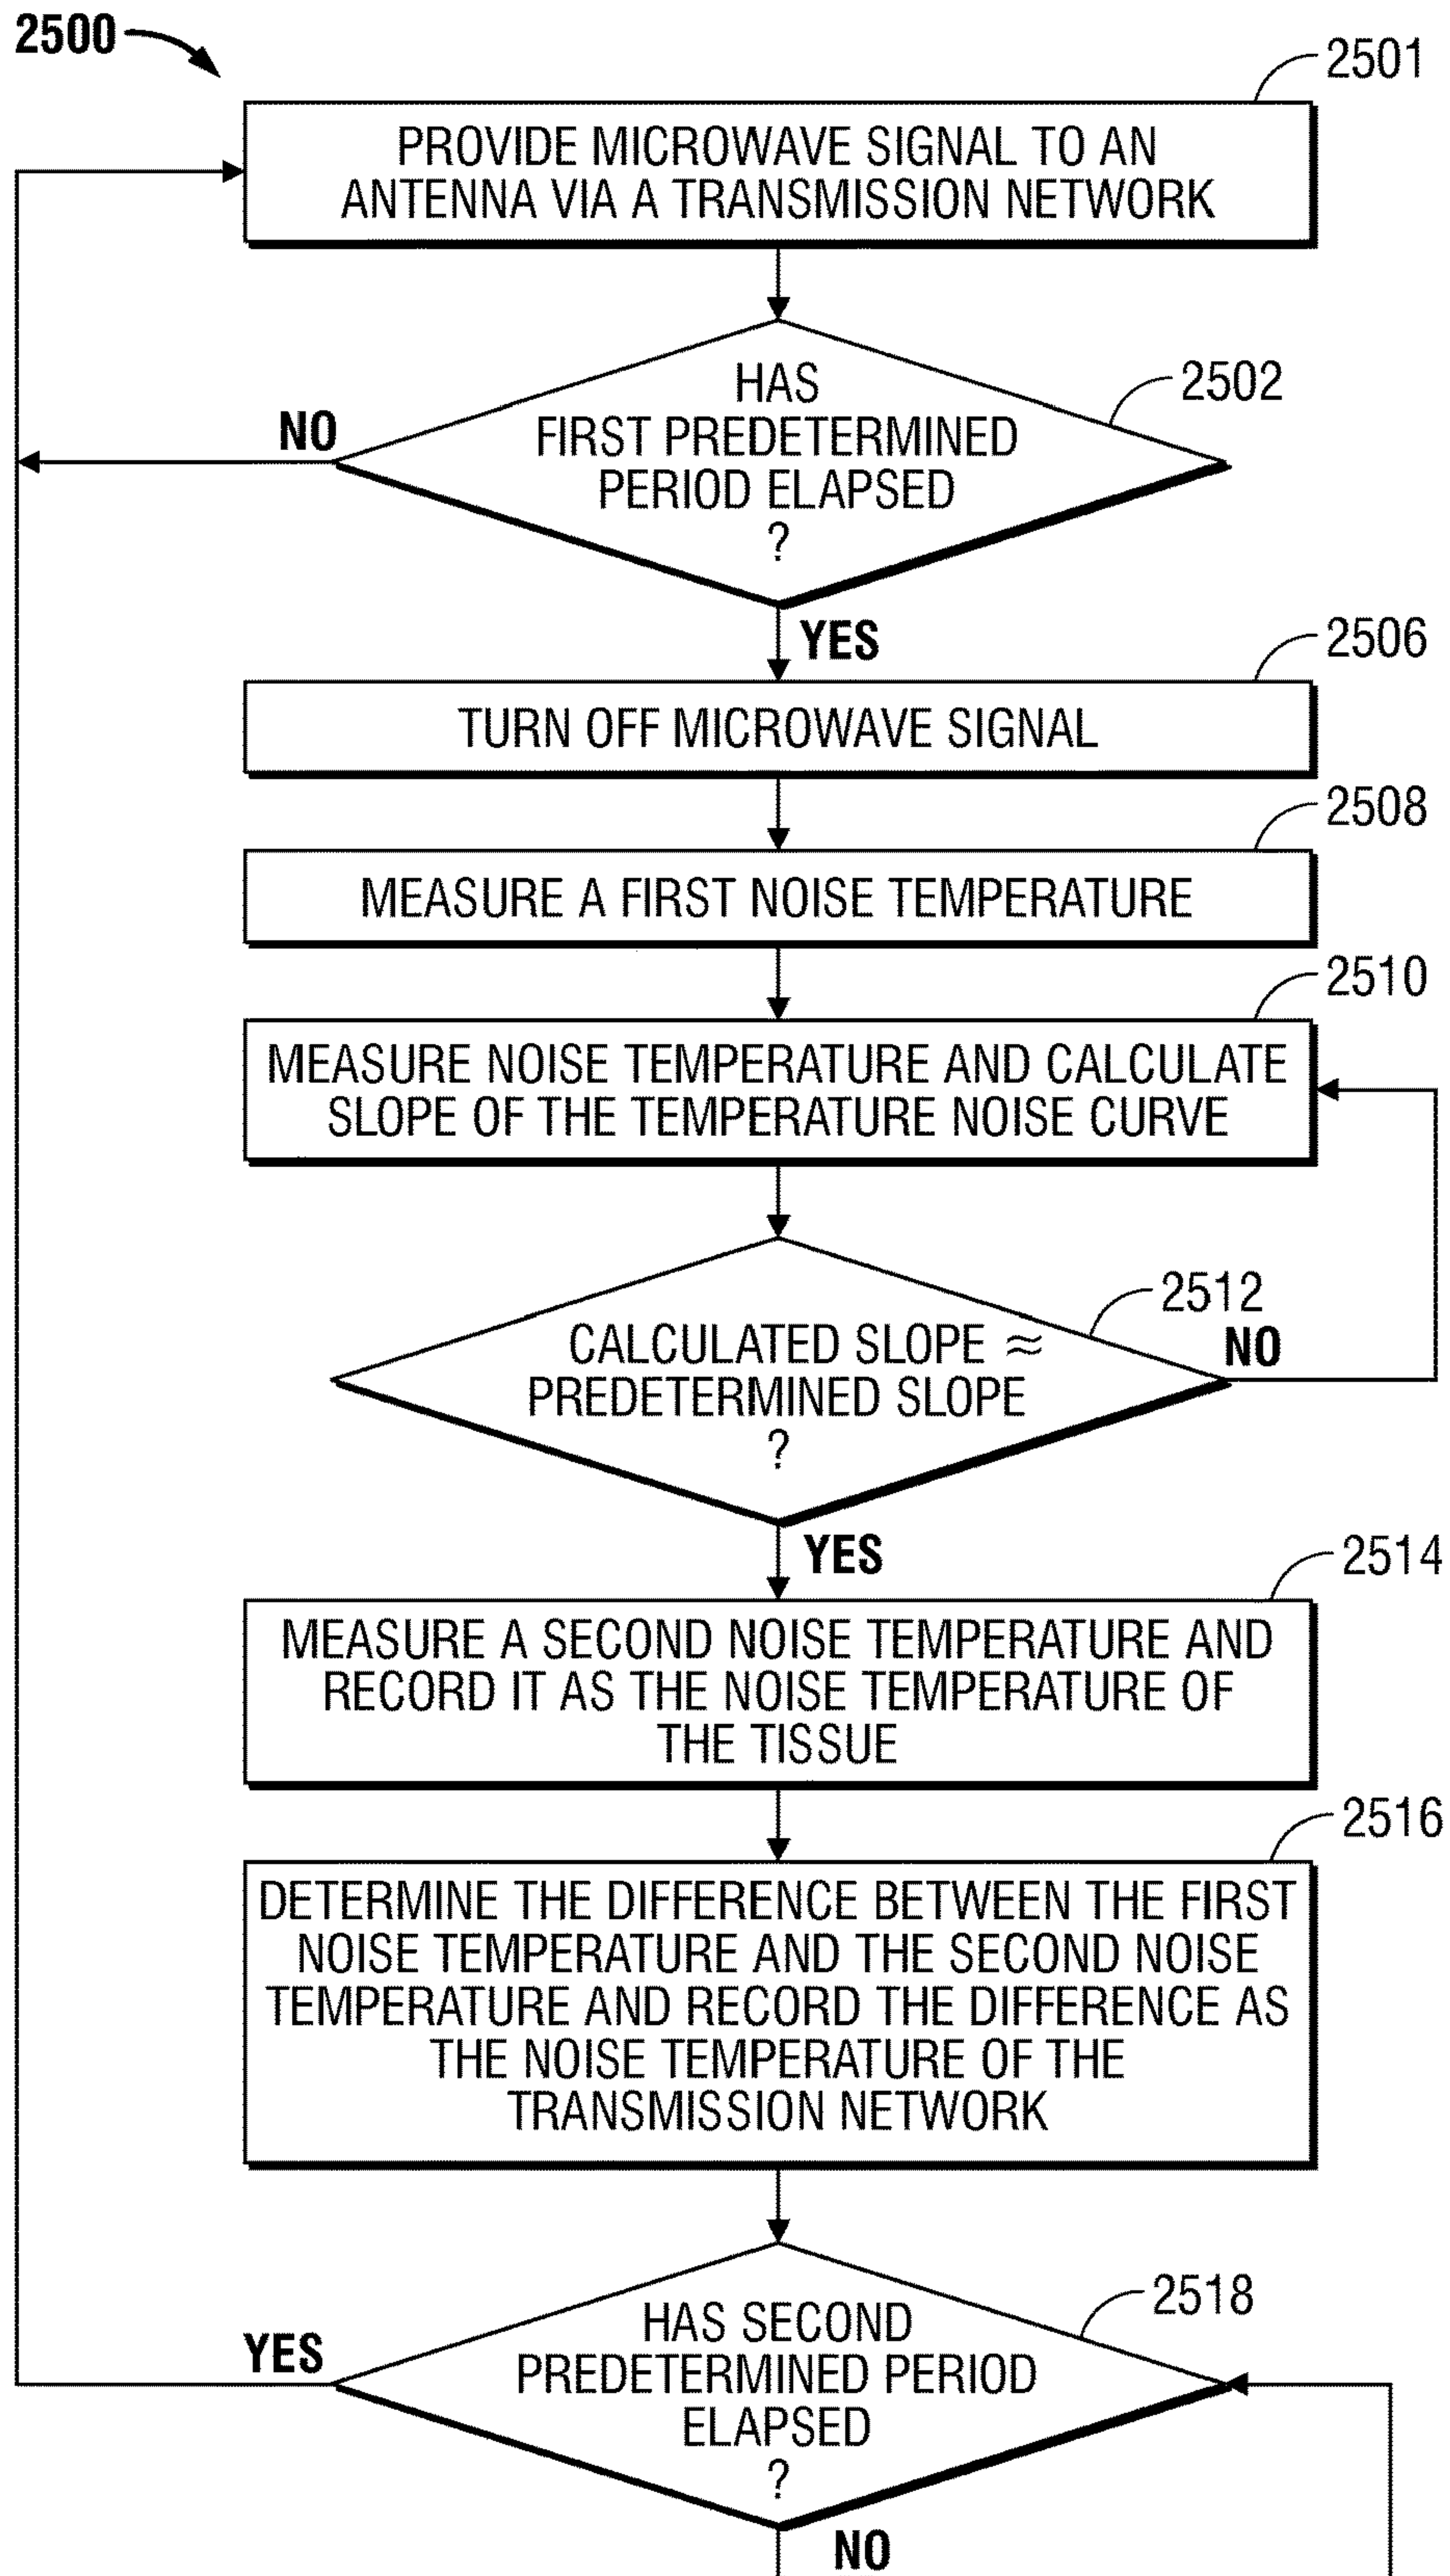 2500
2501
PROVIDE MICROWAVE SIGNAL TO AN
ANTENNA VIA A TRANSMISSION NETWORK
2502
HAS
FIRST PREDETERMINED
PERIOD ELAPSED
?
NO
YES
2506
TURN OFF MICROWAVE SIGNAL
2508
MEASURE A FIRST NOISE TEMPERATURE
2510
MEASURE NOISE TEMPERATURE AND CALCULATE
SLOPE OF THE TEMPERATURE NOISE CURVE
2512
CALCULATED SLOPE ≈
PREDETERMINED SLOPE
?
NO
YES
2514
MEASURE A SECOND NOISE TEMPERATURE AND
RECORD IT AS THE NOISE TEMPERATURE OF
THE TISSUE
2516
DETERMINE THE DIFFERENCE BETWEEN THE FIRST
NOISE TEMPERATURE AND THE SECOND NOISE
TEMPERATURE AND RECORD THE DIFFERENCE AS
THE NOISE TEMPERATURE OF THE
TRANSMISSION NETWORK
2518
HAS SECOND
PREDETERMINED PERIOD
ELAPSED
?
YES
NO